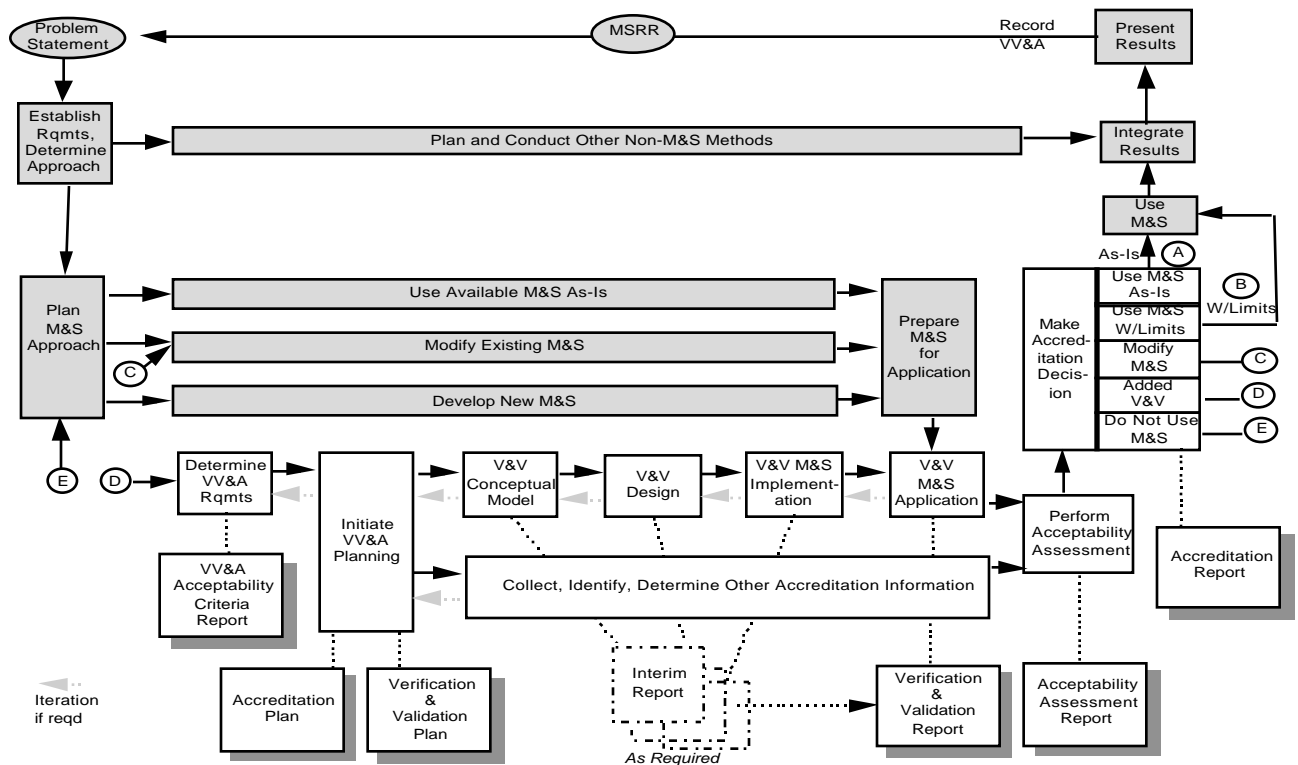 Problem
Statement
MSRR
Record
VV&A
Present
Results
Establish
Rqmts,
Determine
Approach
Plan and Conduct Other Non-M&S Methods
Integrate
Results
Use
M&S
As-Is
A
Plan
M&S
Approach
Use Available M&S As-Is
Modify Existing M&S
C
Develop New M&S
Prepare
M&S
for
Application
Make
Accred-
itation
Decis-
ion
Use M&S
As-Is
Use M&S
W/Limits
Modify
M&S
Added
V&V
Do Not Use
M&S
B
W/Limits
C
D
E
E
D
Determine
VV&A
Rqmts
Initiate
VV&A
Planning
V&V
Conceptual
Model
V&V
Design
V&V M&S
Implement-
ation
V&V
M&S
Application
Perform
Acceptability
Assessment
VV&A
Acceptability
Criteria
Report
Collect, Identify, Determine Other Accreditation Information
Accreditation
Report
Iteration
if reqd
Accreditation
Plan
Verification
&
Validation
Plan
Interim
Report
As Required
Verification
&
Validation
Report
Acceptability
Assessment
Report